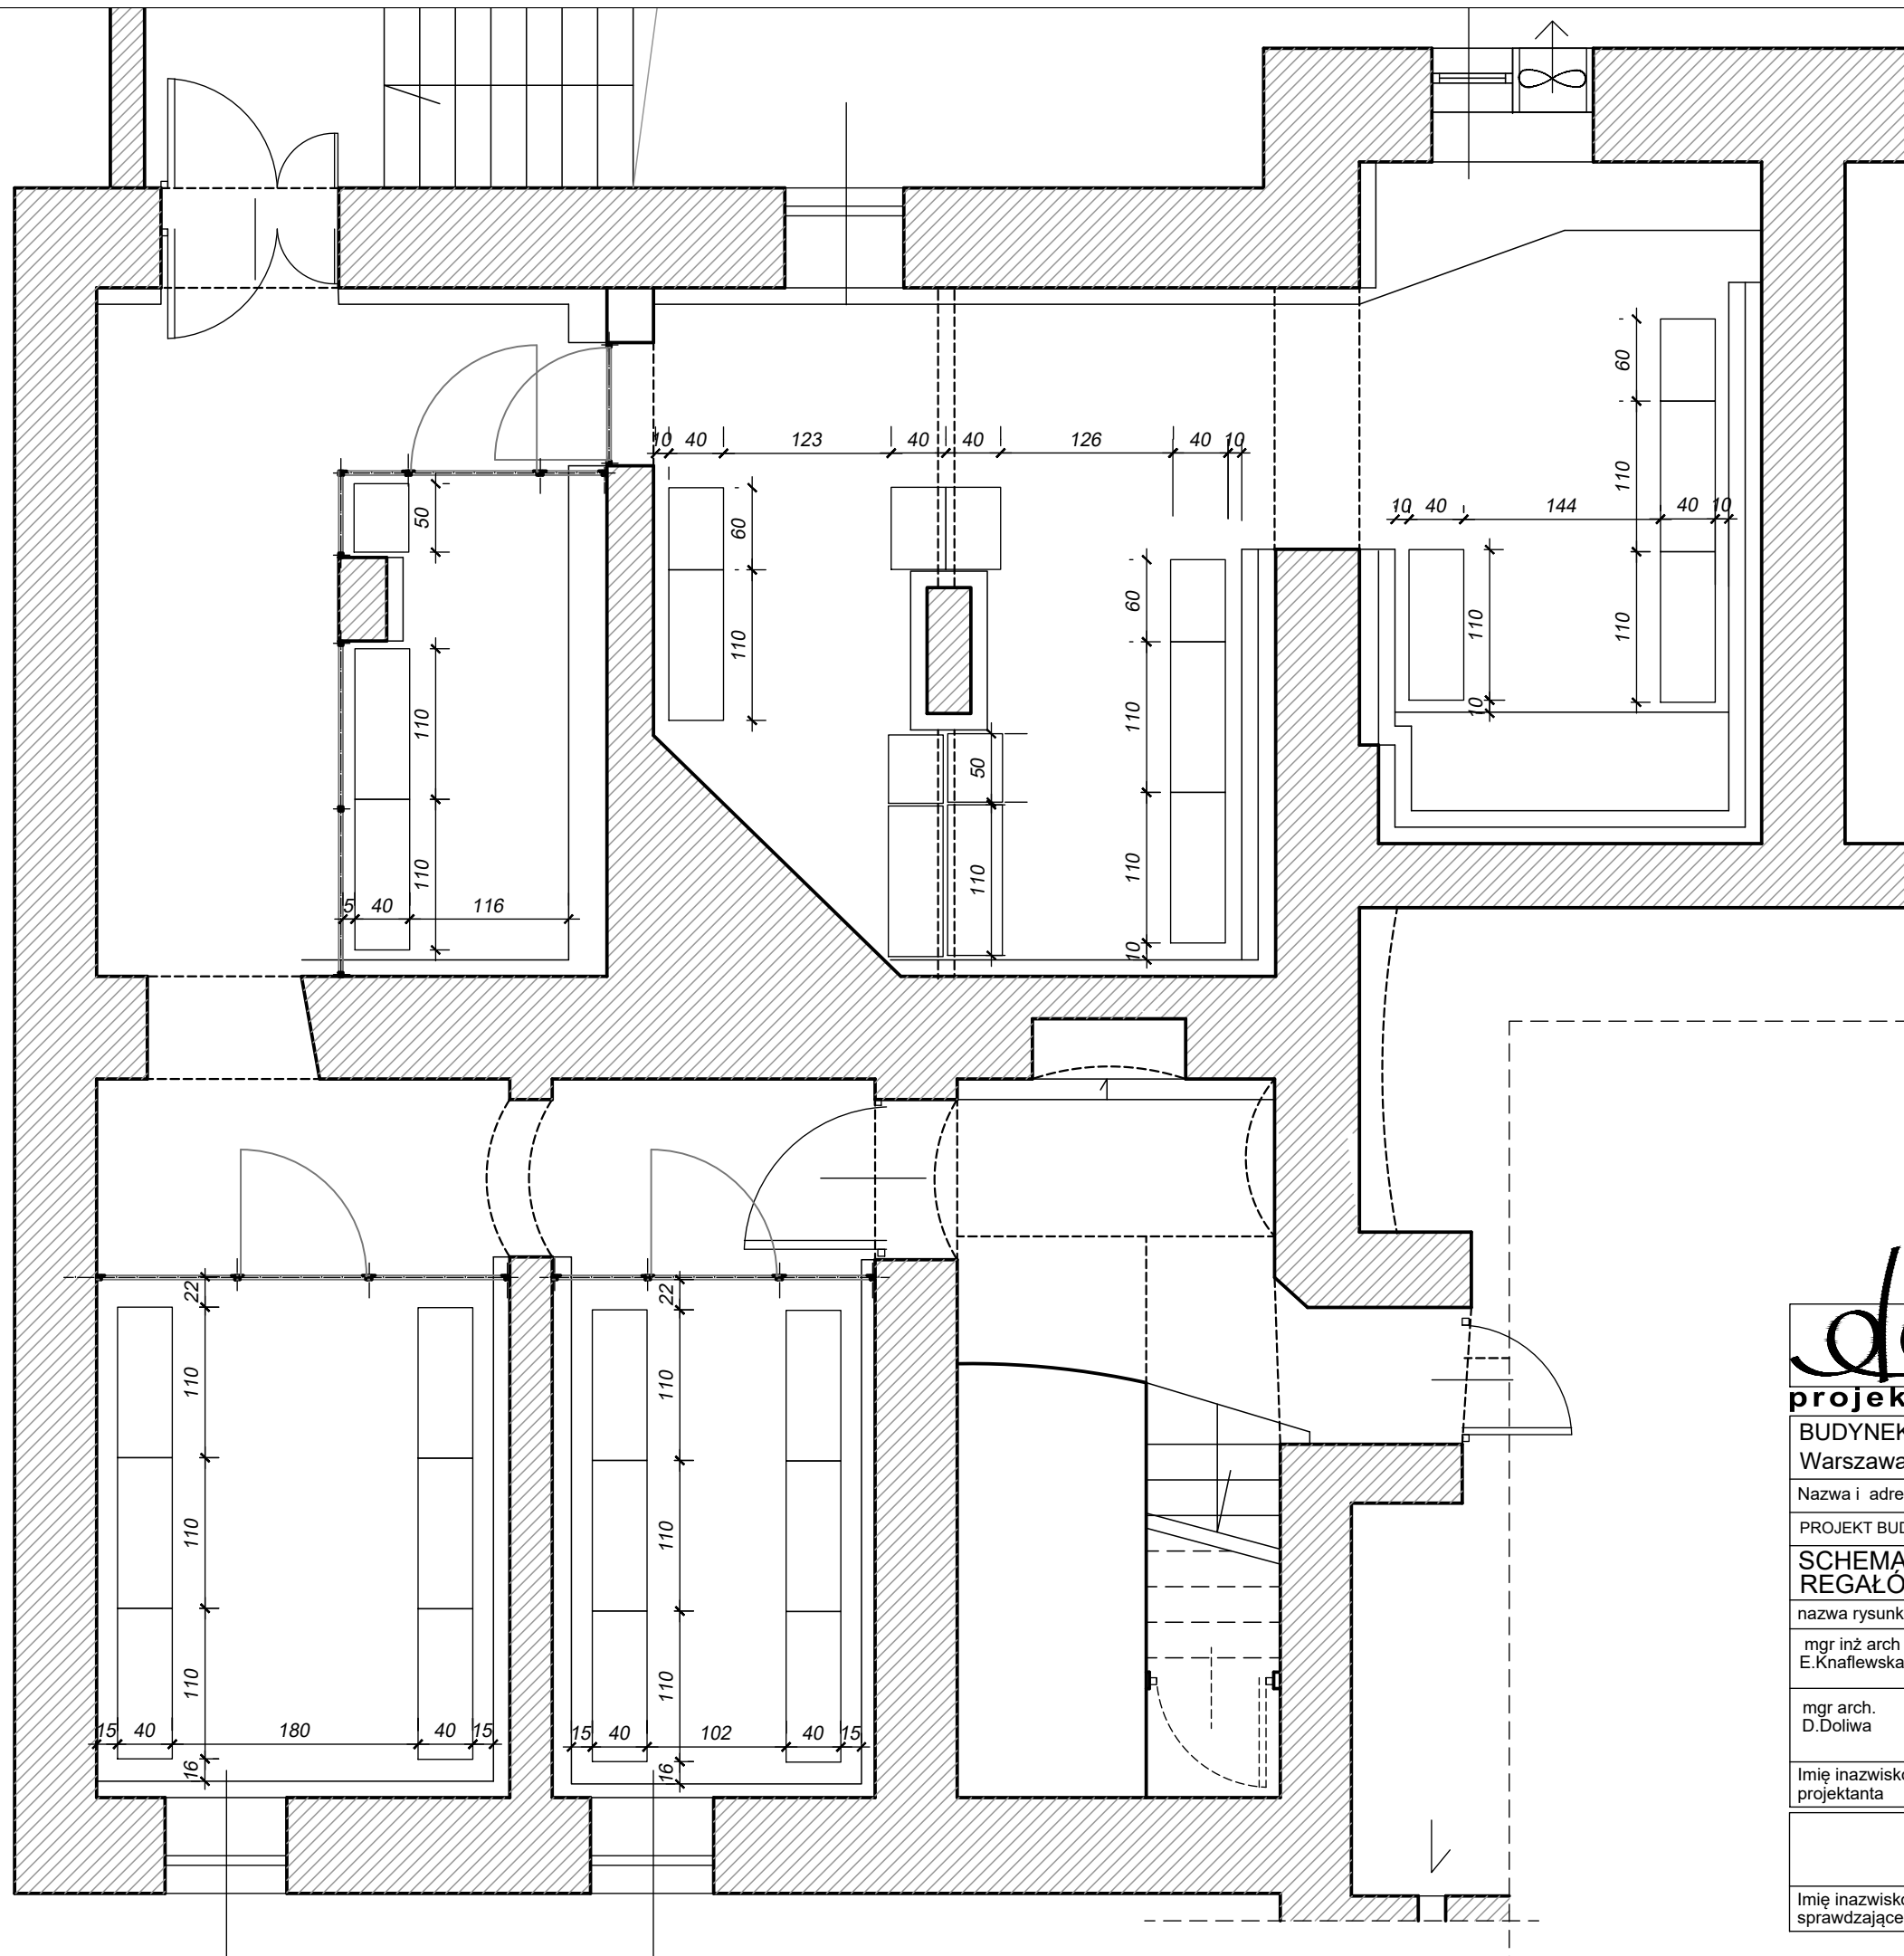 10 40 123 40 40 126 40 10
60
110
10 40 144 40 10
50
60
110
60
110
110
110
10
110
50
110
110
110
110
10
5 40 116
22
22
110
110
110
110
110
110
15 40 180 40 15
15 40 102 40 15
16
16
projek
BUDYNEK
Warszawa
Nazwa i adre
PROJEKT BUD
SCHEMA
REGAŁÓ
nazwa rysunk
mgr inż arch
E.Knaflewska
mgr arch.
D.Doliwa
Imię inazwisko
projektanta
Imię inazwisko
sprawdzające